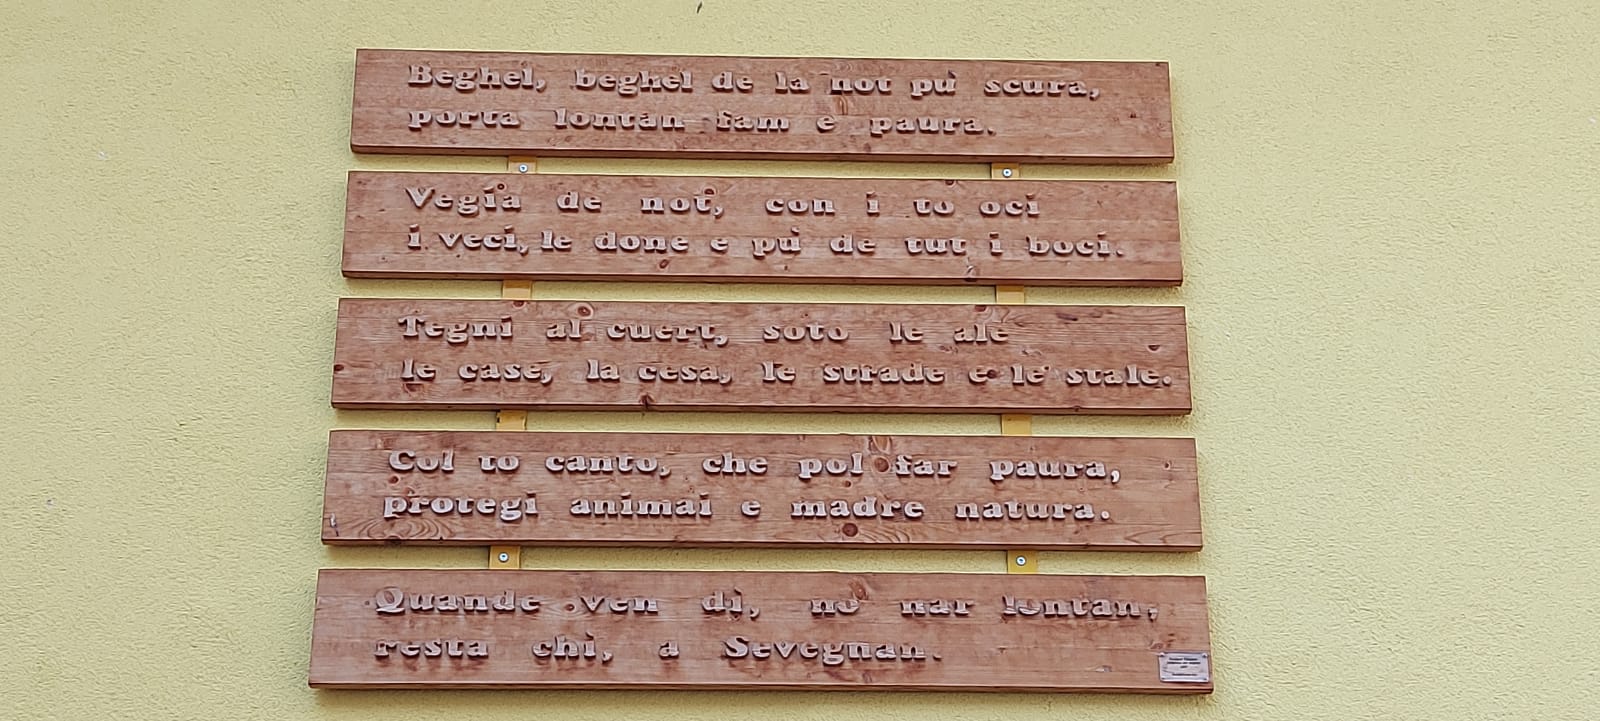 Beghel, beghel de la not pù scura,
porta lontan fam e paura.
Vegia de not, con i to oci
i veci, le done e pù de tut i boci.
Tegni al cuert, soto le ale
le case, la cesa, le strade e le stale.
Col to canto, che pol far paura,
protegi animai e madre natura.
Quande ven dì, no nar lontan,
resta chì, a Sevegnan.